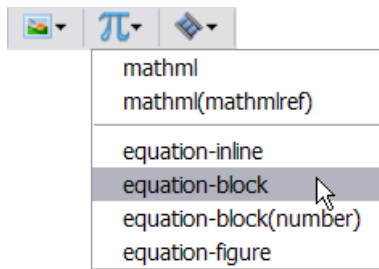 π
mathml
mathml(mathmlref)
equation-inline
equation-block
equation-block(number)
equation-figure